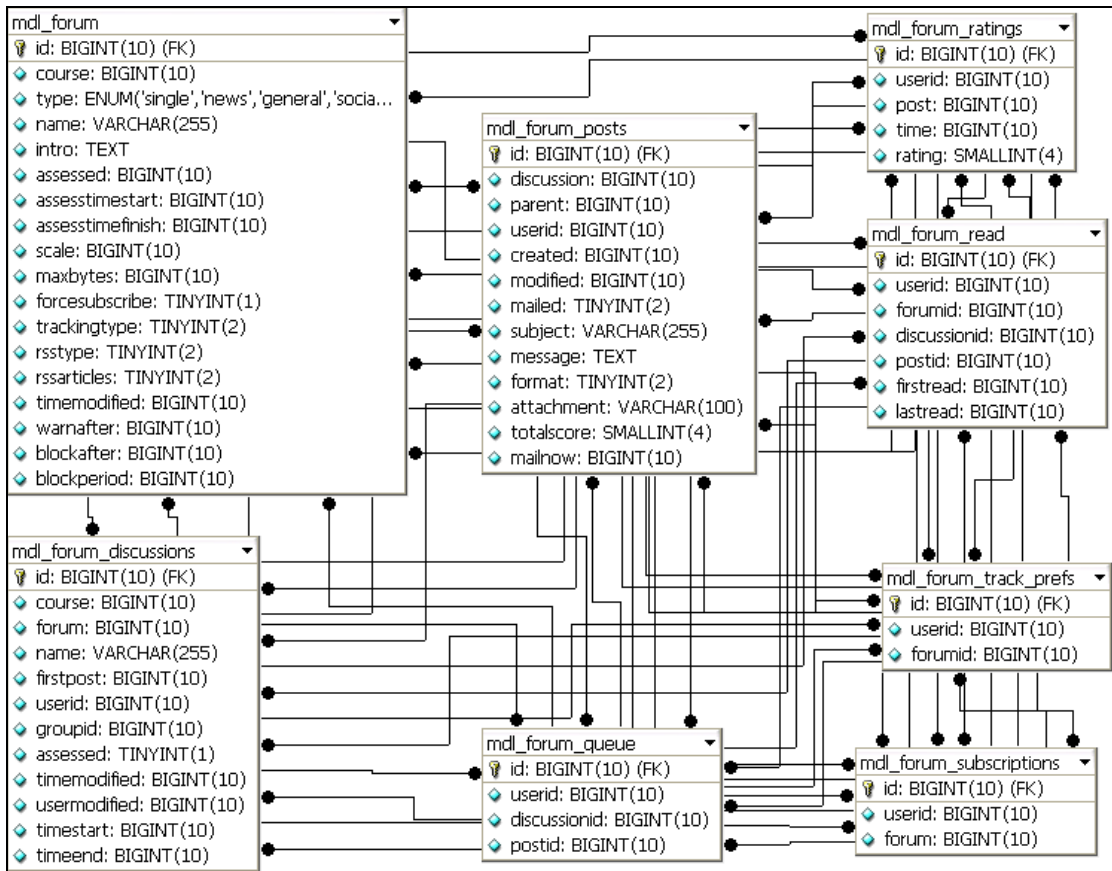 mdl_forum
id: BIGINT(10) (FK)
course: BIGINT(10)
type: ENUM('single','news','general','socia...
name: VARCHAR(255)
intro: TEXT
assessed: BIGINT(10)
assesstimestart: BIGINT(10)
assesstimefinish: BIGINT(10)
scale: BIGINT(10)
maxbytes: BIGINT(10)
forcesubscribe: TINYINT(1)
trackingtype: TINYINT(2)
rsstype: TINYINT(2)
rssarticles: TINYINT(2)
timemodified: BIGINT(10)
warnafter: BIGINT(10)
blockafter: BIGINT(10)
blockperiod: BIGINT(10)
mdl_forum_posts
id: BIGINT(10) (FK)
discussion: BIGINT(10)
parent: BIGINT(10)
userid: BIGINT(10)
created: BIGINT(10)
modified: BIGINT(10)
mailed: TINYINT(2)
subject: VARCHAR(255)
message: TEXT
format: TINYINT(2)
attachment: VARCHAR(100)
totalscore: SMALLINT(4)
mailnow: BIGINT(10)
mdl_forum_ratings
id: BIGINT(10) (FK)
userid: BIGINT(10)
post: BIGINT(10)
time: BIGINT(10)
rating: SMALLINT(4)
mdl_forum_read
id: BIGINT(10) (FK)
userid: BIGINT(10)
forumid: BIGINT(10)
discussionid: BIGINT(10)
postid: BIGINT(10)
firstread: BIGINT(10)
lastread: BIGINT(10)
mdl_forum_discussions
id: BIGINT(10) (FK)
course: BIGINT(10)
forum: BIGINT(10)
name: VARCHAR(255)
firstpost: BIGINT(10)
userid: BIGINT(10)
groupid: BIGINT(10)
assessed: TINYINT(1)
timemodified: BIGINT(10)
usermodified: BIGINT(10)
timestart: BIGINT(10)
timeend: BIGINT(10)
mdl_forum_queue
id: BIGINT(10) (FK)
userid: BIGINT(10)
discussionid: BIGINT(10)
postid: BIGINT(10)
mdl_forum_track_prefs
id: BIGINT(10) (FK)
userid: BIGINT(10)
forumid: BIGINT(10)
mdl_forum_subscriptions
id: BIGINT(10) (FK)
userid: BIGINT(10)
forum: BIGINT(10)